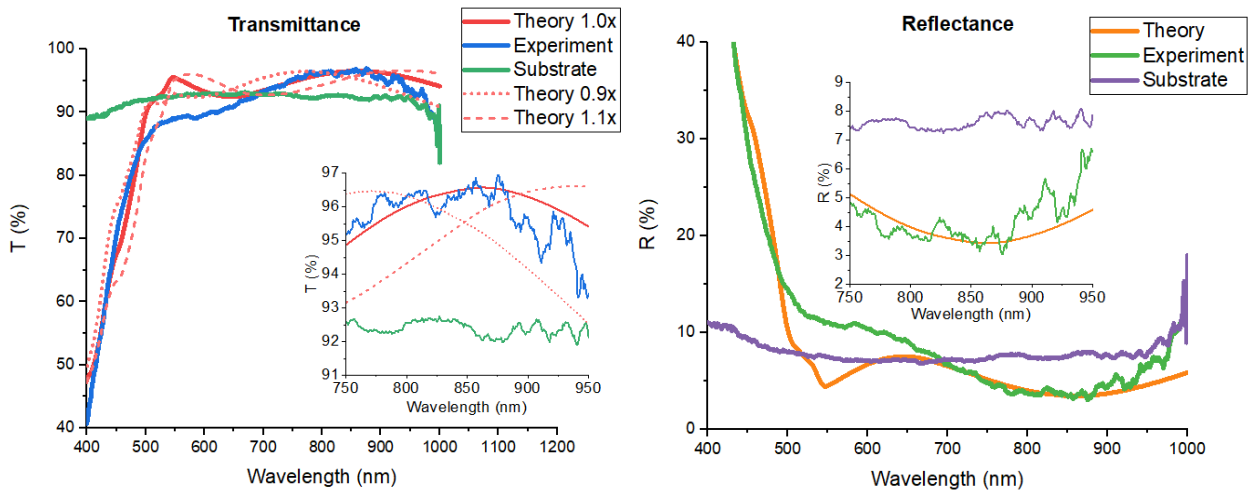 Transmittance
Theory 1.0x
Experiment
Substrate
Theory 0.9x
Theory 1.1x
T (%)
100
90
80
70
60
50
40
400 500 600 700 800 900 1000 1100 1200
Wavelength (nm)
T (%)
97
96
95
94
93
92
91
750 800 850 900 950
Wavelength (nm)
Reflectance
Theory
Experiment
Substrate
R (%)
40
30
20
10
0
400 500 600 700 800 900 1000
Wavelength (nm)
R (%)
9
8
7
6
5
4
3
2
750 800 850 900 950
Wavelength (nm)